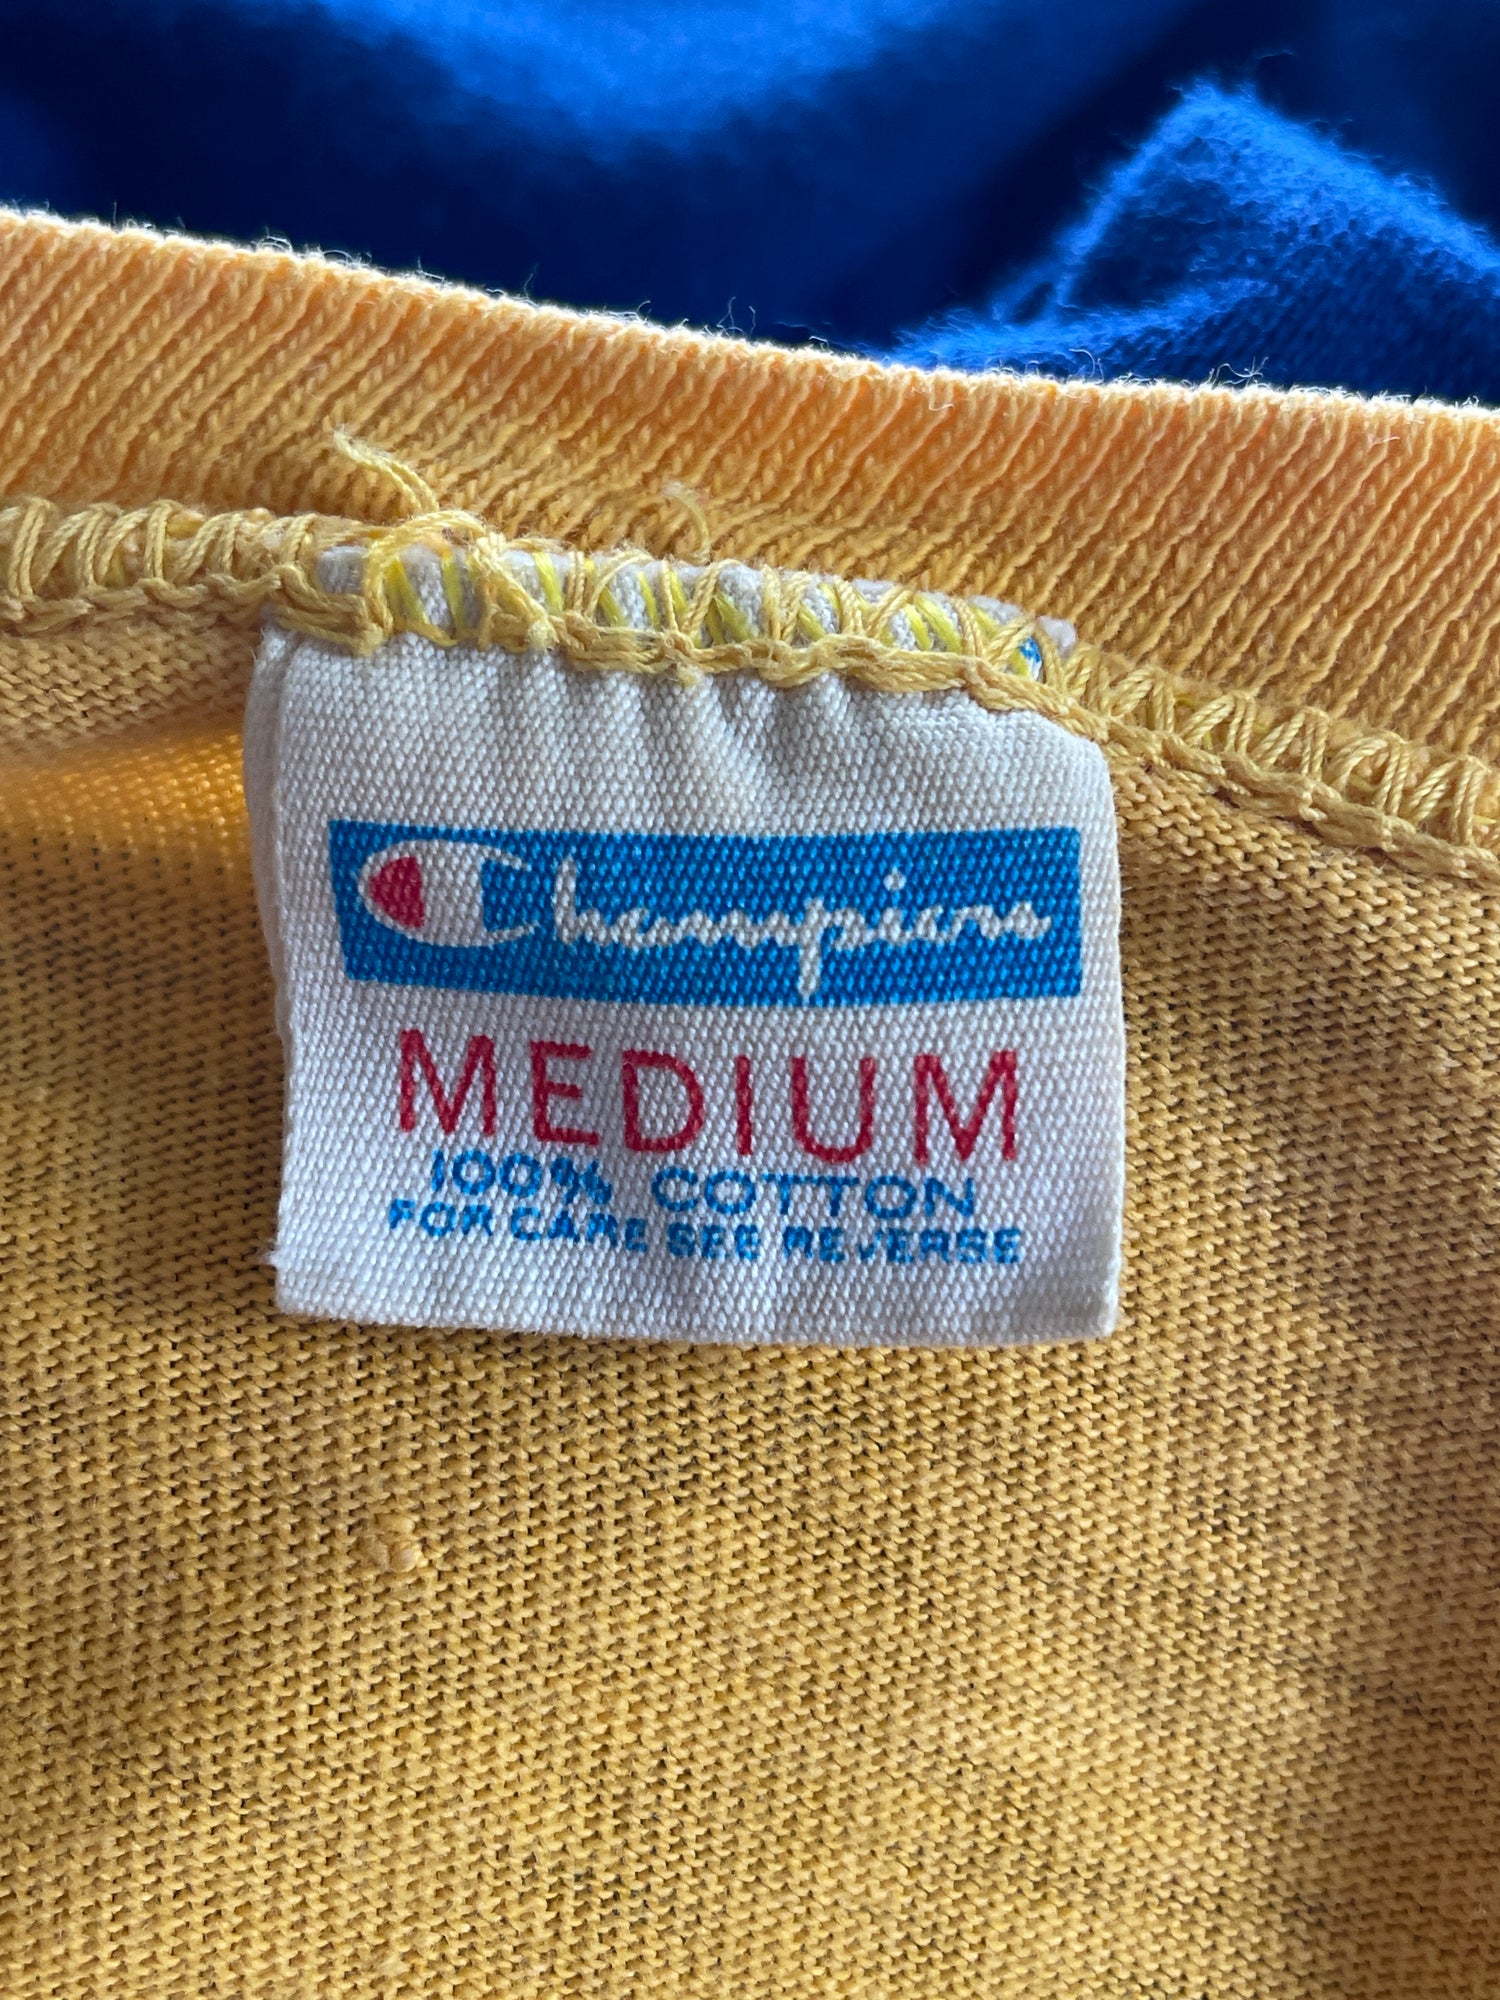 Champion
MEDIUM
100% COTTON
FOR CARE SEE REVERSE